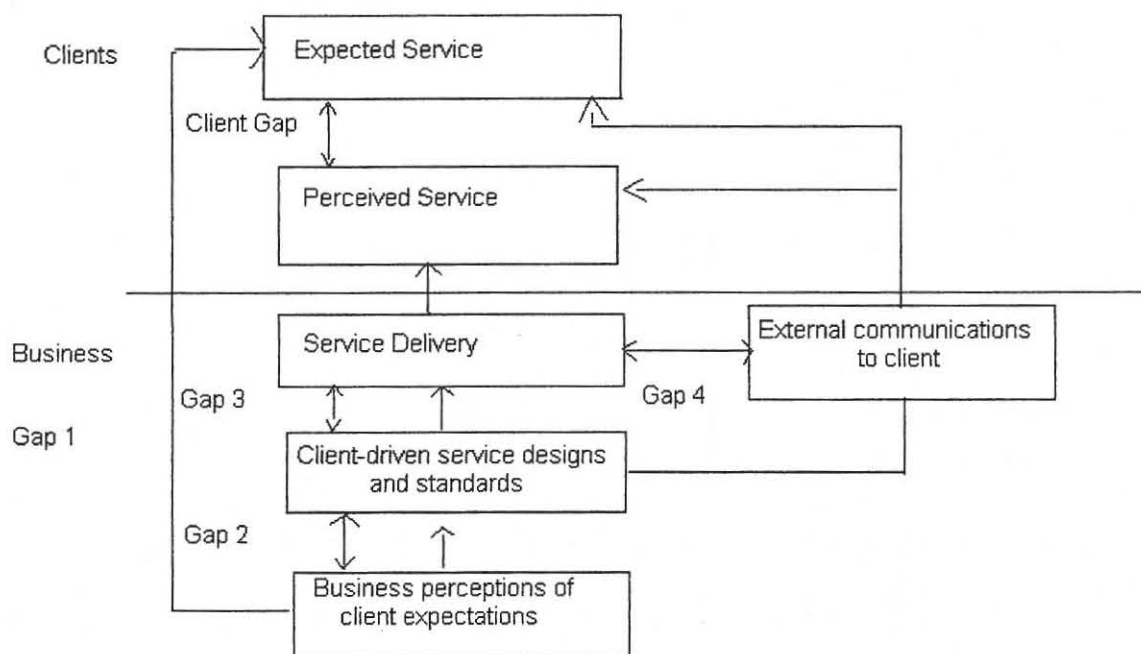 Clients
Expected Service
Client Gap
Perceived Service
Business
Service Delivery
External communications
to client
Gap 3
Gap 4
Gap 1
Client-driven service designs
and standards
Gap 2
Business perceptions of
client expectations